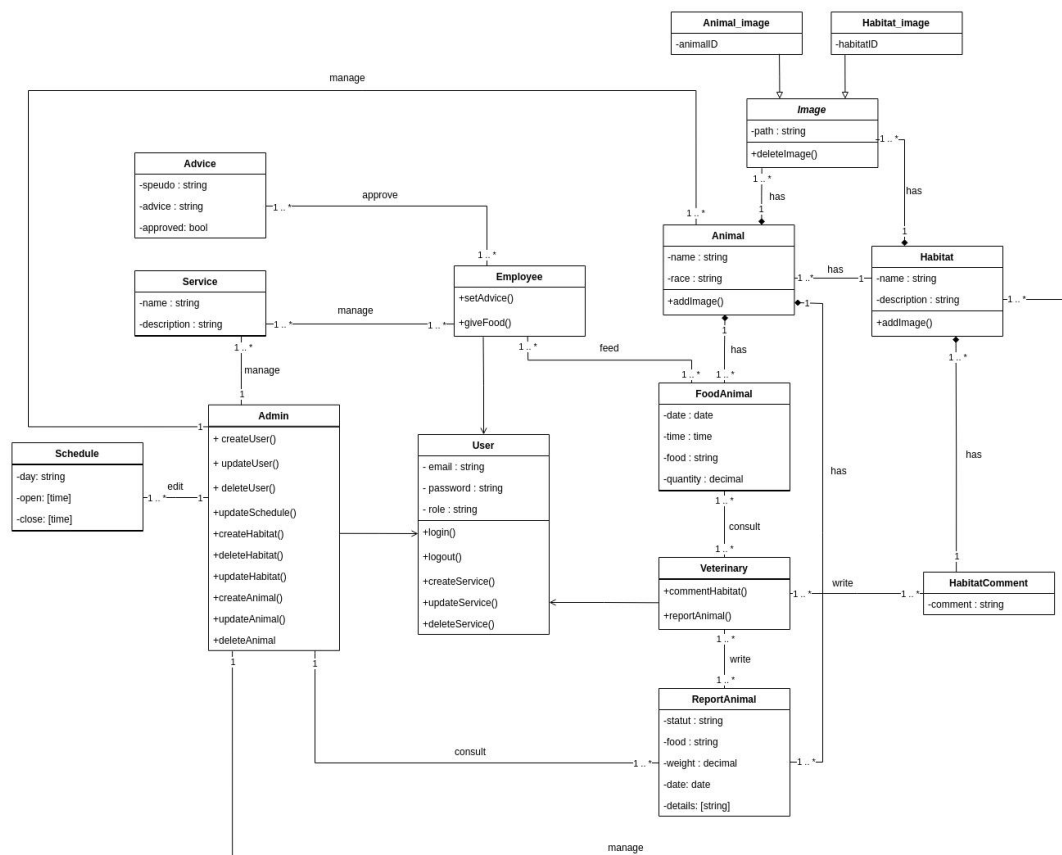 Animal_image
-animalID
Habitat_image
-habitatID
manage
Image
-path : string
+deleteImage()
1 .. *
1 .. *
has
has
1
1
Advice
-speudo : string
-advice : string
-approved: bool
1 .. *
approve
1 .. *
Employee
+setAdvice()
+giveFood()
1 .. *
1 .. *
Animal
-name : string
-race : string
+addImage()
1 ..*
has
1
1
Habitat
-name : string
-description : string
+addImage()
1 .. *
Service
-name : string
-description : string
1 .. *
manage
1 .. *
manage
1
feed
1 .. *
1
has
1 .. *
1 .. *
FoodAnimal
-date : date
-time : time
-food : string
-quantity : decimal
1 .. *
consult
1 .. *
has
has
1
Schedule
-day: string
-open: [time]
-close: [time]
1 .. *
edit
1
1
Admin
+ createUser()
+ updateUser()
+ deleteUser()
+updateSchedule()
+createHabitat()
+deleteHabitat()
+updateHabitat()
+createAnimal()
+updateAnimal()
+deleteAnimal
1
1
User
- email : string
- password : string
- role : string
+login()
+logout()
+createService()
+updateService()
+deleteService()
Veterinary
+commentHabitat()
+reportAnimal()
1 .. *
write
1 .. *
HabitatComment
-comment : string
1 .. *
write
1 .. *
ReportAnimal
-statut : string
-food : string
-weight : decimal
-date: date
-details: [string]
consult
1 .. *
1 .. *
manage